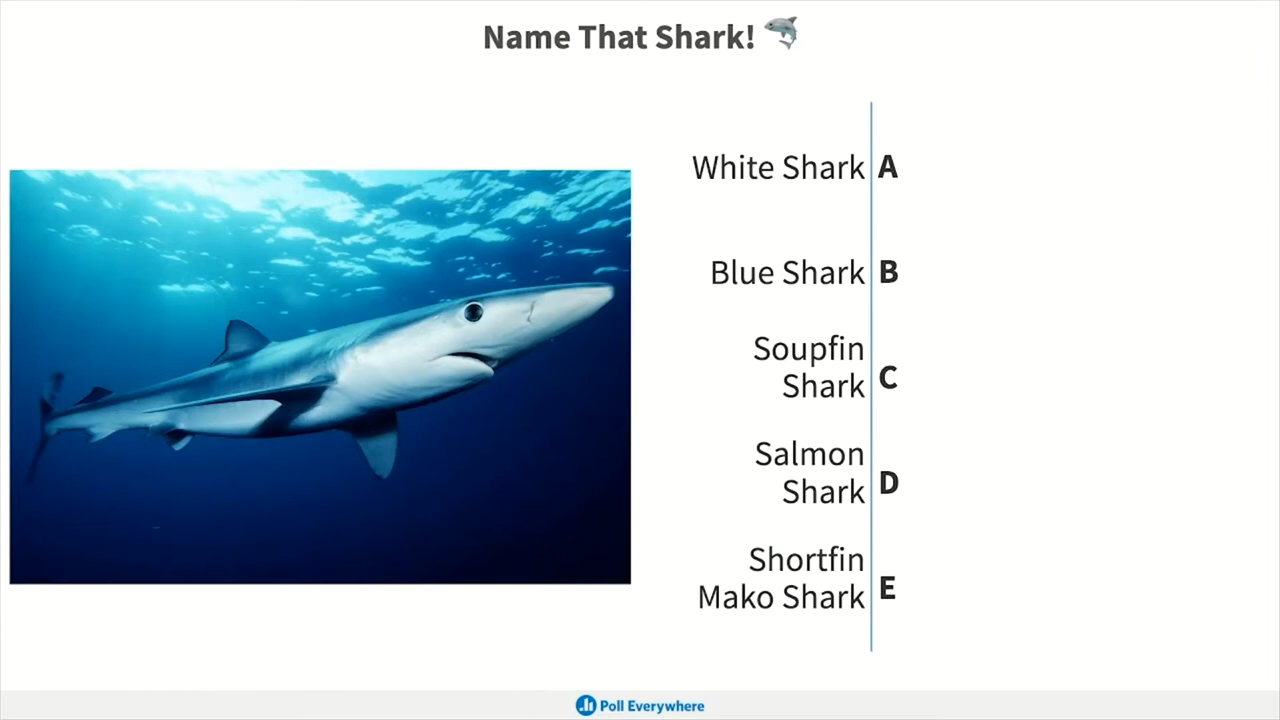 Name That Shark! 🦈
White Shark A
Blue Shark B
Soupfin
Shark C
Salmon
Shark D
Shortfin
Mako Shark E
Poll Everywhere